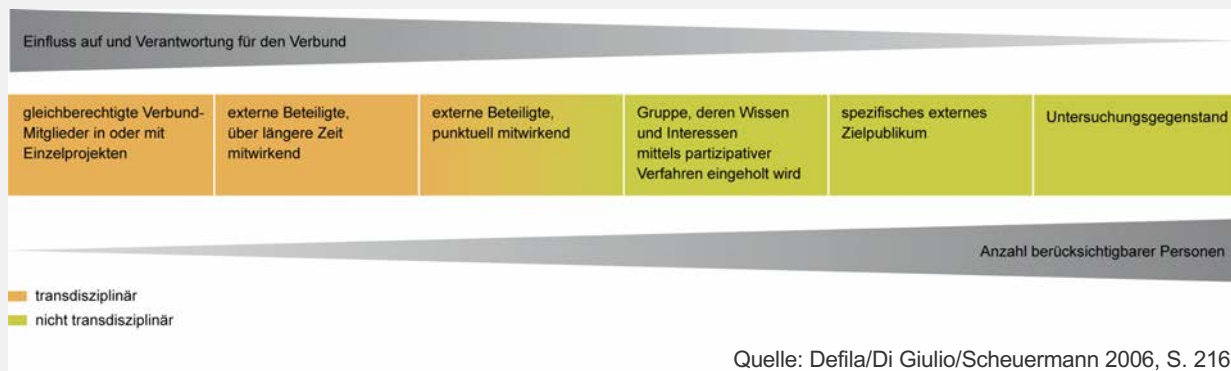 Einfluss auf und Verantwortung für den Verbund
gleichberechtigte Verbund-
Mitglieder in oder mit
Einzelprojekten
externe Beteiligte,
über längere Zeit
mitwirkend
externe Beteiligte,
punktuell mitwirkend
Gruppe, deren Wissen
und Interessen
mittels partizipativer
Verfahren eingeholt wird
spezifisches externes
Zielpublikum
Untersuchungsgegenstand
Anzahl berücksichtigbarer Personen
transdisziplinär
nicht transdisziplinär
Quelle: Defila/Di Giulio/Scheuermann 2006, S. 216